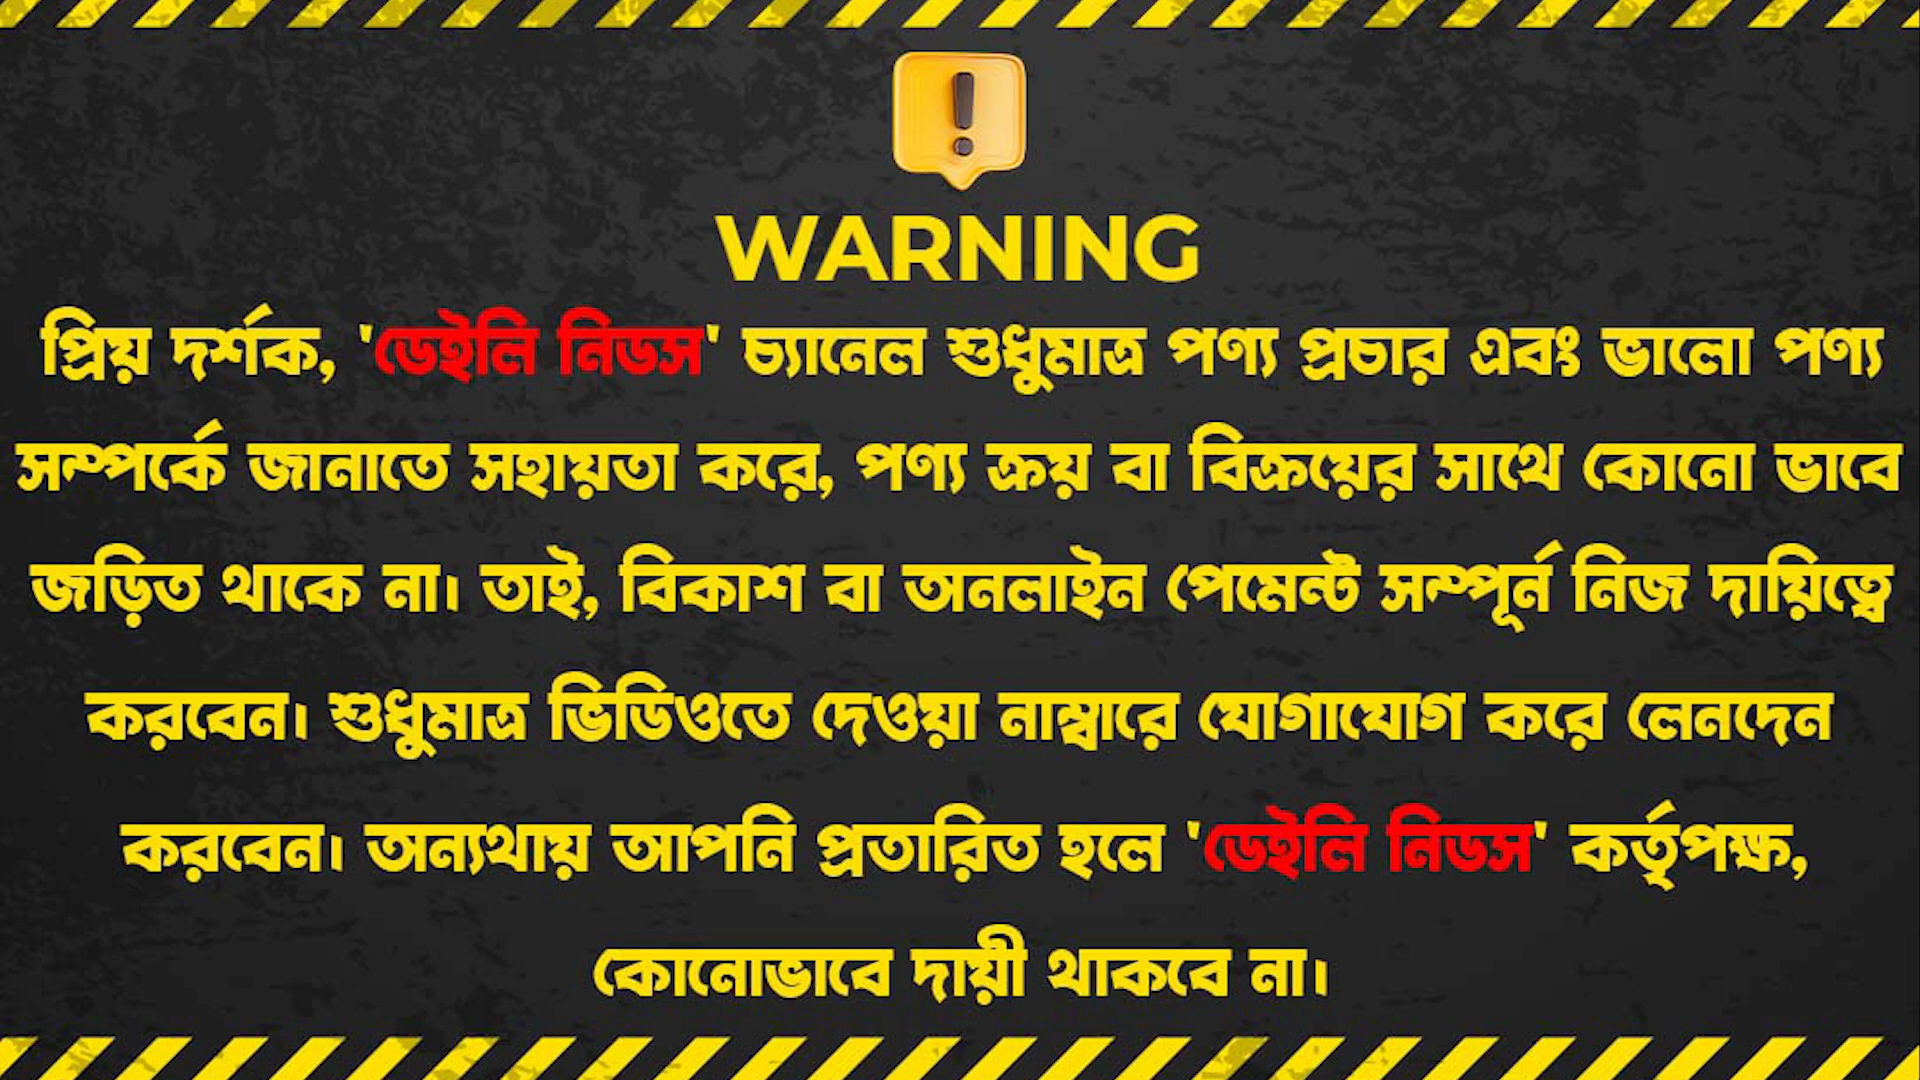 WARNING
প্রিয় দর্শক, 'ডেইলি নিডস' চ্যানেল শুধুমাত্র পণ্য প্রচার এবং ভালো পণ্য
সম্পর্কে জানাতে সহায়তা করে, পণ্য ক্রয় বা বিক্রয়ের সাথে কোনো ভাবে
জড়িত থাকে না। তাই, বিকাশ বা অনলাইন পেমেন্ট সম্পূর্ন নিজ দায়িত্বে
করবেন। শুধুমাত্র ভিডিওতে দেওয়া নাম্বারে যোগাযোগ করে লেনদেন
করবেন। অন্যথায় আপনি প্রতারিত হলে 'ডেইলি নিডস' কর্তৃপক্ষ,
কোনোভাবে দায়ী থাকবে না।